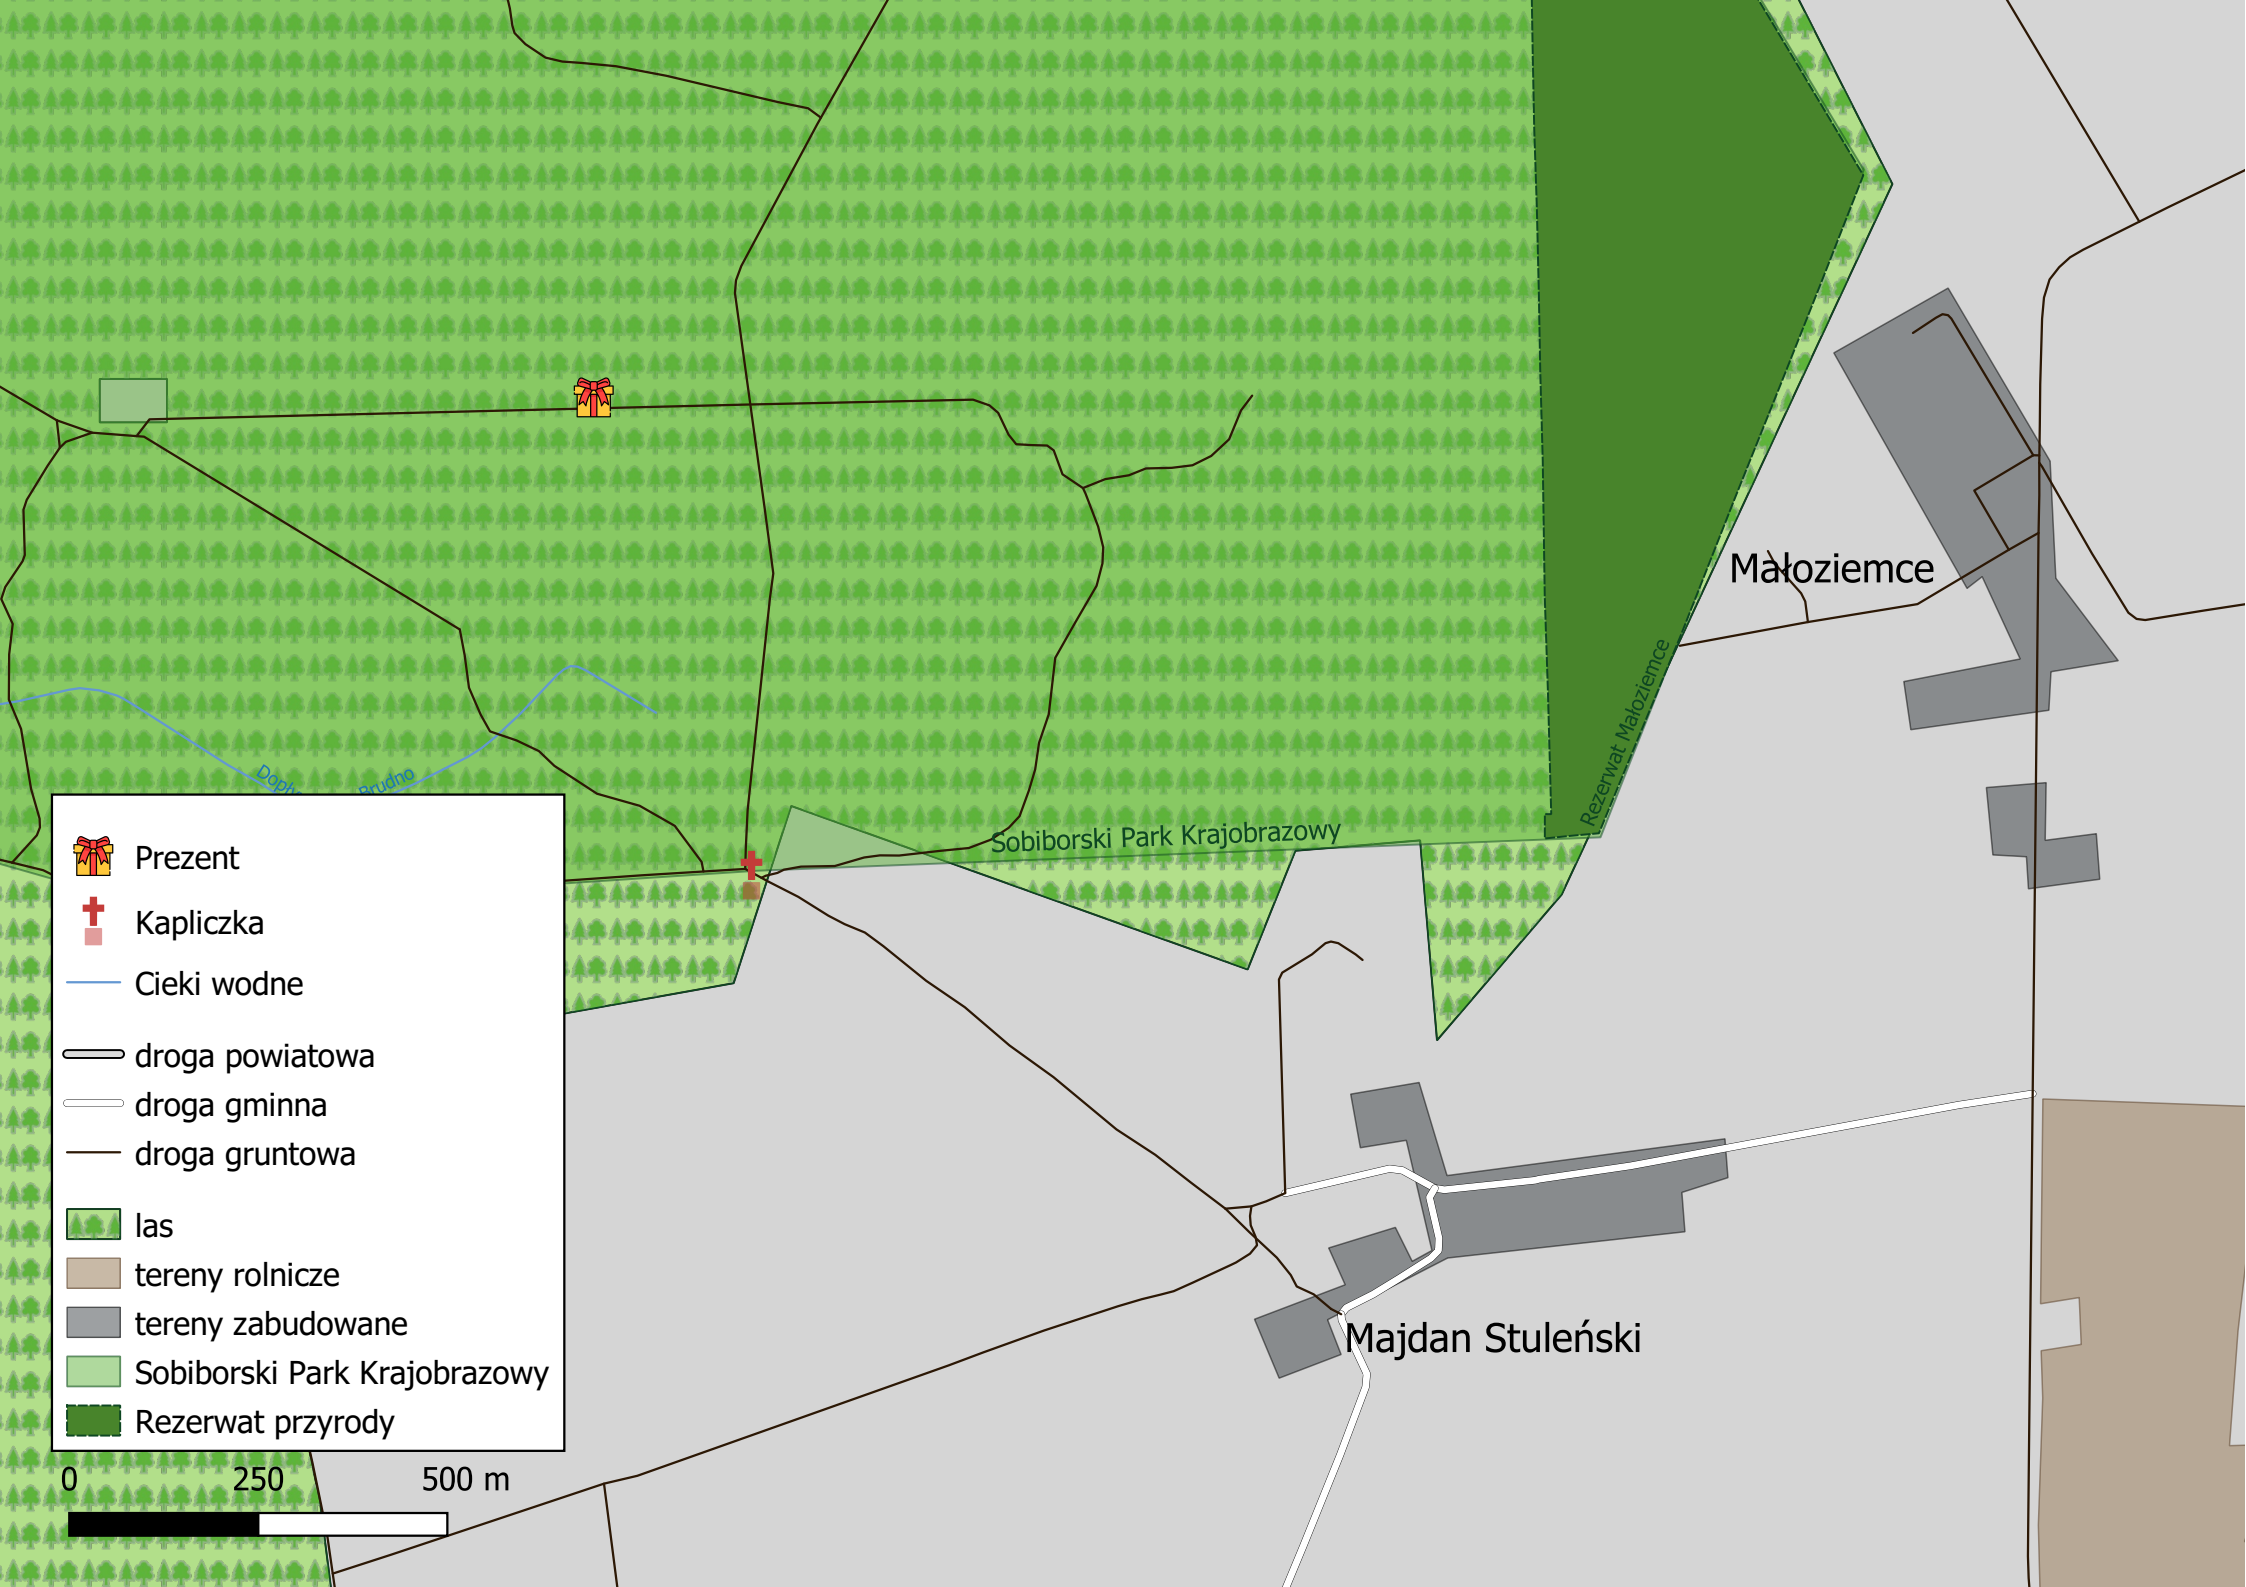 Małoziemce
Rezerwat Małoziemce
Brudno
Sobiborski Park Krajobrazowy
Prezent
Kapliczka
Cieki wodne
droga powiatowa
droga gminna
droga gruntowa
las
tereny rolnicze
tereny zabudowane
Sobiborski Park Krajobrazowy
Rezerwat przyrody
Majdan Stuleński
0 250 500 m